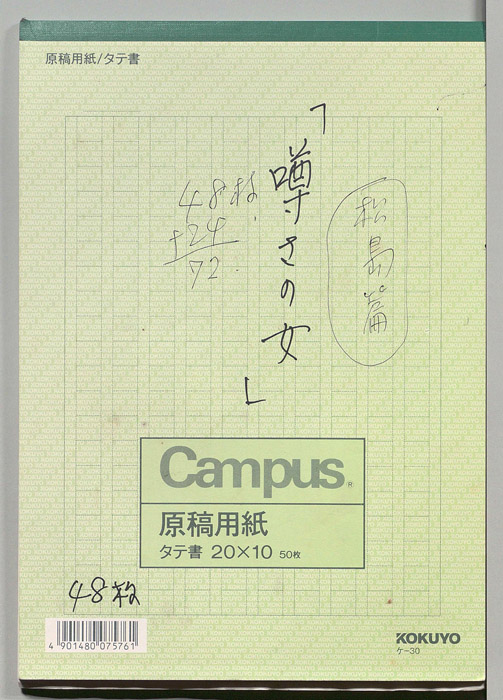 原稿用紙/タテ書
「噂さの女」
松島篇
48枚
+24
72
Campus®
原稿用紙
タテ書 20×10 50枚
48枚
4 901480 075761
KOKUYO
ケ-30